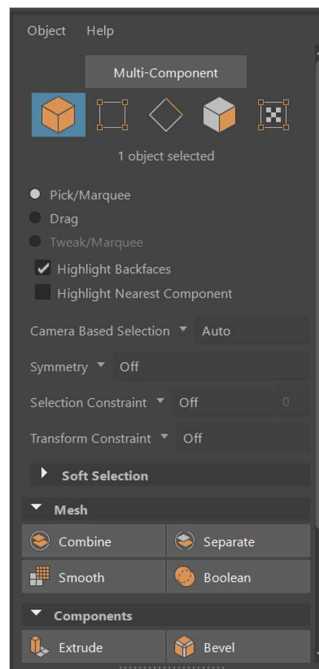 Object Help
Multi-Component
1 object selected
Pick/Marquee
Drag
Tweak/Marquee
Highlight Backfaces
Highlight Nearest Component
Camera Based Selection Auto
Symmetry Off
Selection Constraint Off 0
Transform Constraint Off
Soft Selection
Mesh
Combine Separate
Smooth Boolean
Components
Extrude Bevel